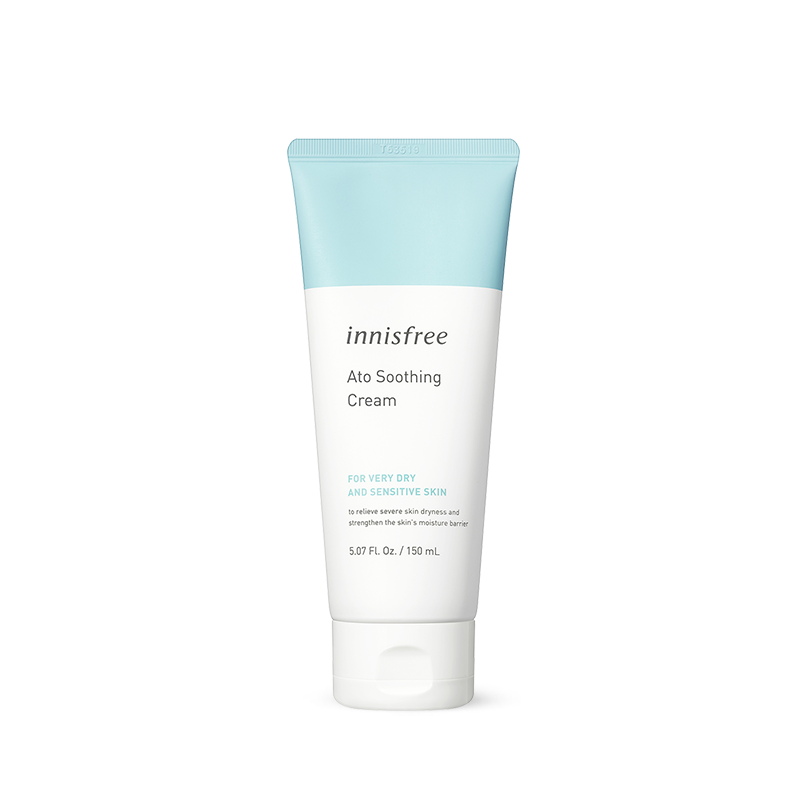 innisfree
Ato Soothing
Cream
FOR VERY DRY
AND SENSITIVE SKIN
to relieve severe skin dryness and
strengthen the skin's moisture barrier
5.07 Fl. Oz. / 150 mL